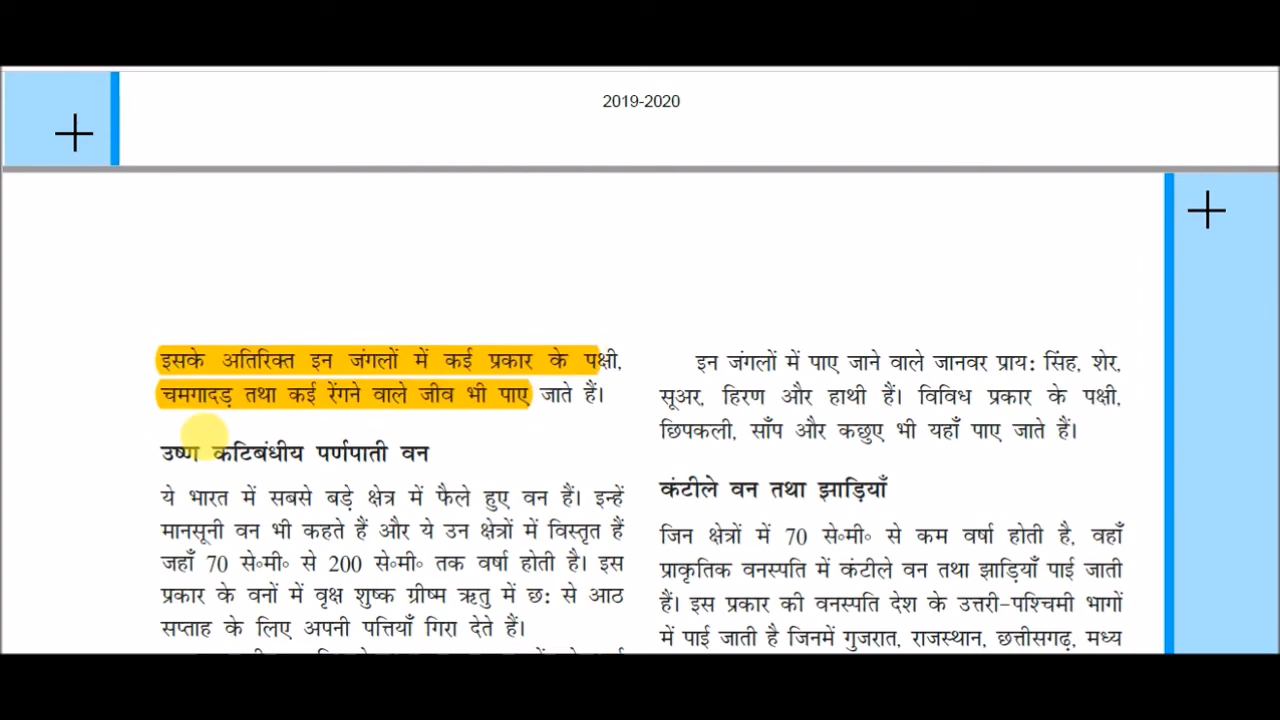 2019-2020
इसके अतिरिक्त इन जंगलों में कई प्रकार के पक्षी,
चमगादड़ तथा कई रेंगने वाले जीव भी पाए जाते हैं।
उष्ण कटिबंधीय पर्णपाती वन
ये भारत में सबसे बड़े क्षेत्र में फैले हुए वन हैं। इन्हें
मानसूनी वन भी कहते हैं और ये उन क्षेत्रों में विस्तृत हैं
जहाँ 70 से॰मी॰ से 200 से॰मी॰ तक वर्षा होती है। इस
प्रकार के वनों में वृक्ष शुष्क ग्रीष्म ऋतु में छ: से आठ
सप्ताह के लिए अपनी पत्तियाँ गिरा देते हैं।
इन जंगलों में पाए जाने वाले जानवर प्राय: सिंह, शेर,
सूअर, हिरण और हाथी हैं। विविध प्रकार के पक्षी,
छिपकली, साँप और कछुए भी यहाँ पाए जाते हैं।
कंटीले वन तथा झाड़ियाँ
जिन क्षेत्रों में 70 से॰मी॰ से कम वर्षा होती है, वहाँ
प्राकृतिक वनस्पति में कंटीले वन तथा झाड़ियाँ पाई जाती
हैं। इस प्रकार की वनस्पति देश के उत्तरी-पश्चिमी भागों
में पाई जाती है जिनमें गुजरात, राजस्थान, छत्तीसगढ़, मध्य